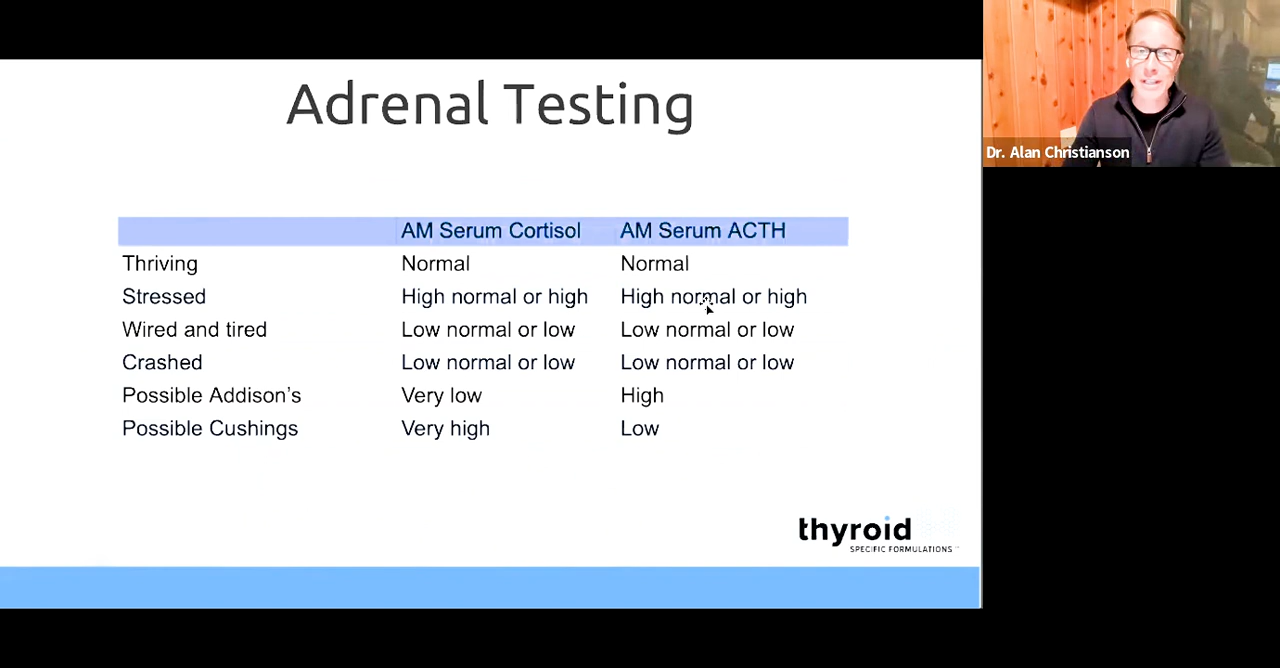 Adrenal Testing
AM Serum Cortisol AM Serum ACTH
Thriving Normal Normal
Stressed High normal or high High normal or high
Wired and tired Low normal or low Low normal or low
Crashed Low normal or low Low normal or low
Possible Addison's Very low High
Possible Cushings Very high Low
thyroid
SPECIFIC FORMULATIONS
Dr. Alan Christianson